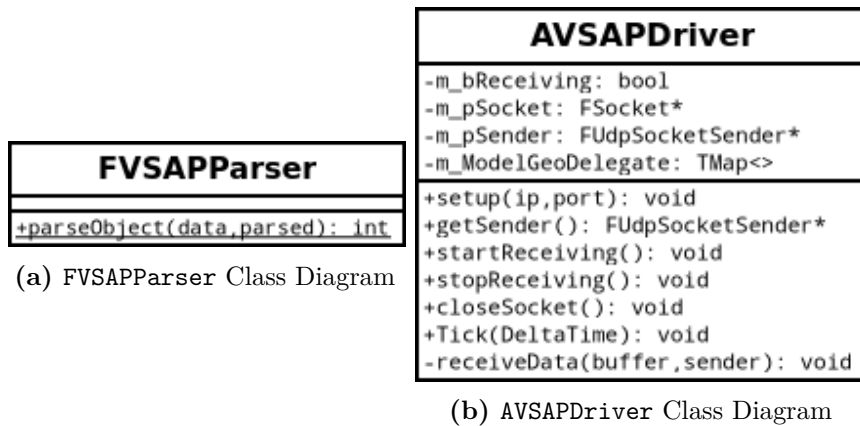 FVSAPParser
+parseObject(data,parsed): int
(a) FVSAPParser Class Diagram
AVSAPDriver
-m_bReceiving: bool
-m_pSocket: FSocket*
-m_pSender: FUdpSocketSender*
-m_ModelGeoDelegate: TMap<>
+setup(ip,port): void
+getSender(): FUdpSocketSender*
+startReceiving(): void
+stopReceiving(): void
+closeSocket(): void
+Tick(DeltaTime): void
-receiveData(buffer,sender): void
(b) AVSAPDriver Class Diagram